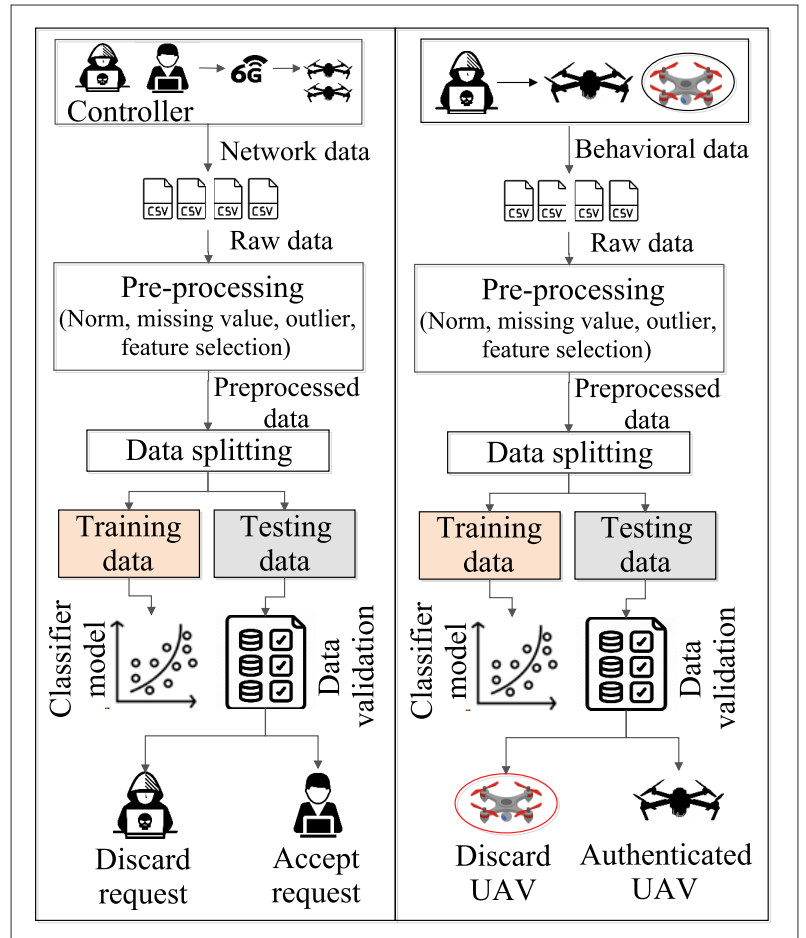 6G
Controller
Network data
CSV CSV CSV CSV
Raw data
Pre-processing
(Norm, missing value, outlier,
feature selection)
Preprocessed
data
Data splitting
Training
data
Testing
data
Classifier
model
Data
validation
Discard
request
Accept
request
Behavioral data
CSV CSV CSV CSV
Raw data
Pre-processing
(Norm, missing value, outlier,
feature selection)
Preprocessed
data
Data splitting
Training
data
Testing
data
Classifier
model
Data
validation
Discard
UAV
Authenticated
UAV